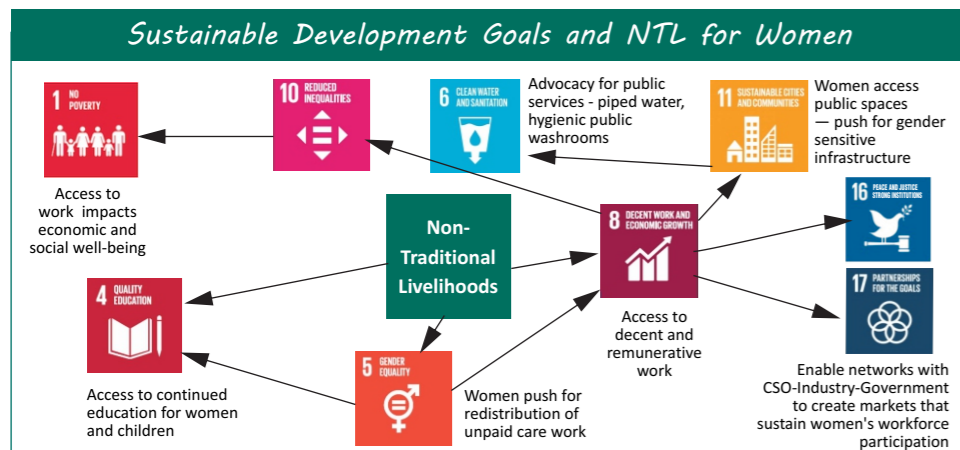 Sustainable Development Goals and NTL for Women
1 NO
POVERTY
Access to
work impacts
economic and
social well-being
10 REDUCED
INEQUALITIES
6 CLEAN WATER
AND SANITATION
Advocacy for public
services - piped water,
hygienic public
washrooms
11 SUSTAINABLE CITIES
AND COMMUNITIES
Women access
public spaces
— push for gender
sensitive
infrastructure
Non-
Traditional
Livelihoods
8 DECENT WORK AND
ECONOMIC GROWTH
Access to
decent and
remunerative
work
16 PEACE AND JUSTICE
STRONG INSTITUTIONS
17 PARTNERSHIPS
FOR THE GOALS
Enable networks with
CSO-Industry-Government
to create markets that
sustain women's workforce
participation
4 QUALITY
EDUCATION
Access to continued
education for women
and children
5 GENDER
EQUALITY
Women push for
redistribution of
unpaid care work